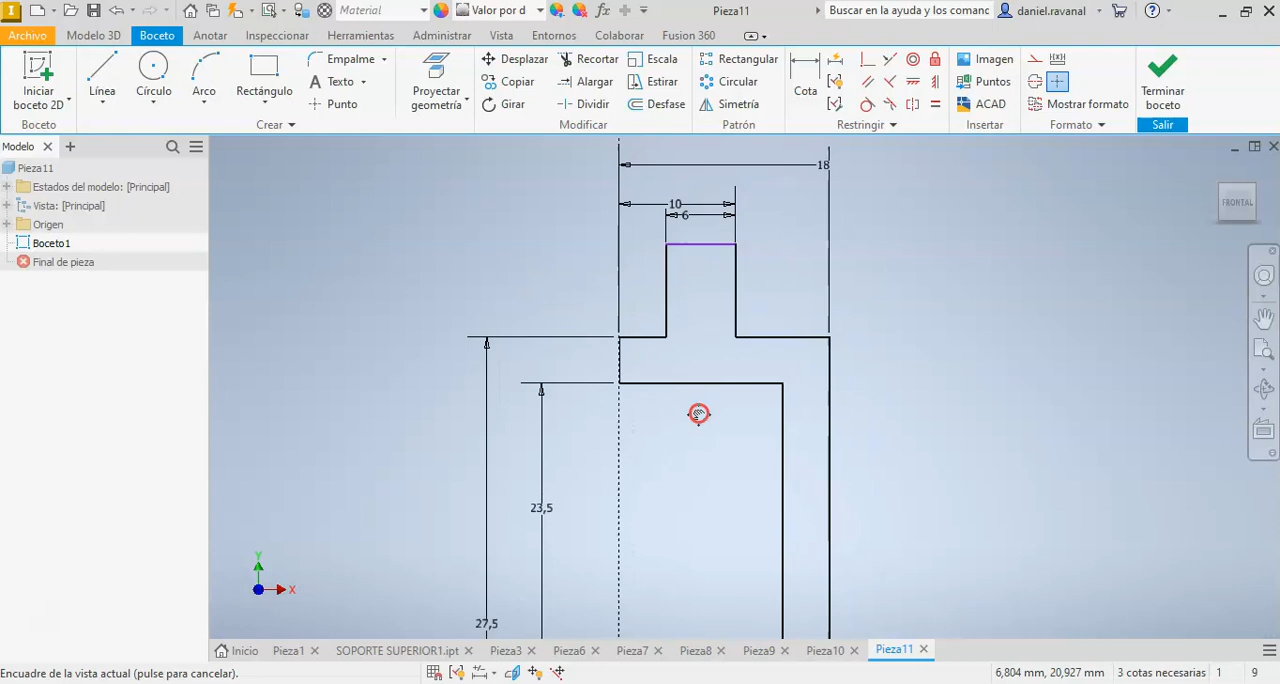 Material
Valor por d
Pieza11
Buscar en la ayuda y los comanc
daniel.ravanal
Archivo Modelo 3D Boceto Anotar Inspeccionar Herramientas Administrar Vista Entornos Colaborar Fusion 360
Iniciar
boceto 2D
Línea
Círculo
Arco
Rectángulo
Empalme
Texto
Punto
Proyectar
geometría
Desplazar
Copiar
Girar
Recortar
Alargar
Dividir
Escala
Estirar
Desfase
Rectangular
Circular
Simetría
Cota
Imagen
Puntos
ACAD
Mostrar formato
Terminar
boceto
Boceto Crear Modificar Patrón Restringir Insertar Formato Salir
Modelo
Pieza11
Estados del modelo: [Principal]
Vista: [Principal]
Origen
Boceto1
Final de pieza
18
10
6
23,5
27,5
FRONTAL
Y
X
Inicio Pieza1 SOPORTE SUPERIOR1.ipt Pieza3 Pieza6 Pieza7 Pieza8 Pieza9 Pieza10 Pieza11
Encuadre de la vista actual (pulse para cancelar).
6,804 mm, 20,927 mm
3 cotas necesarias
1
9